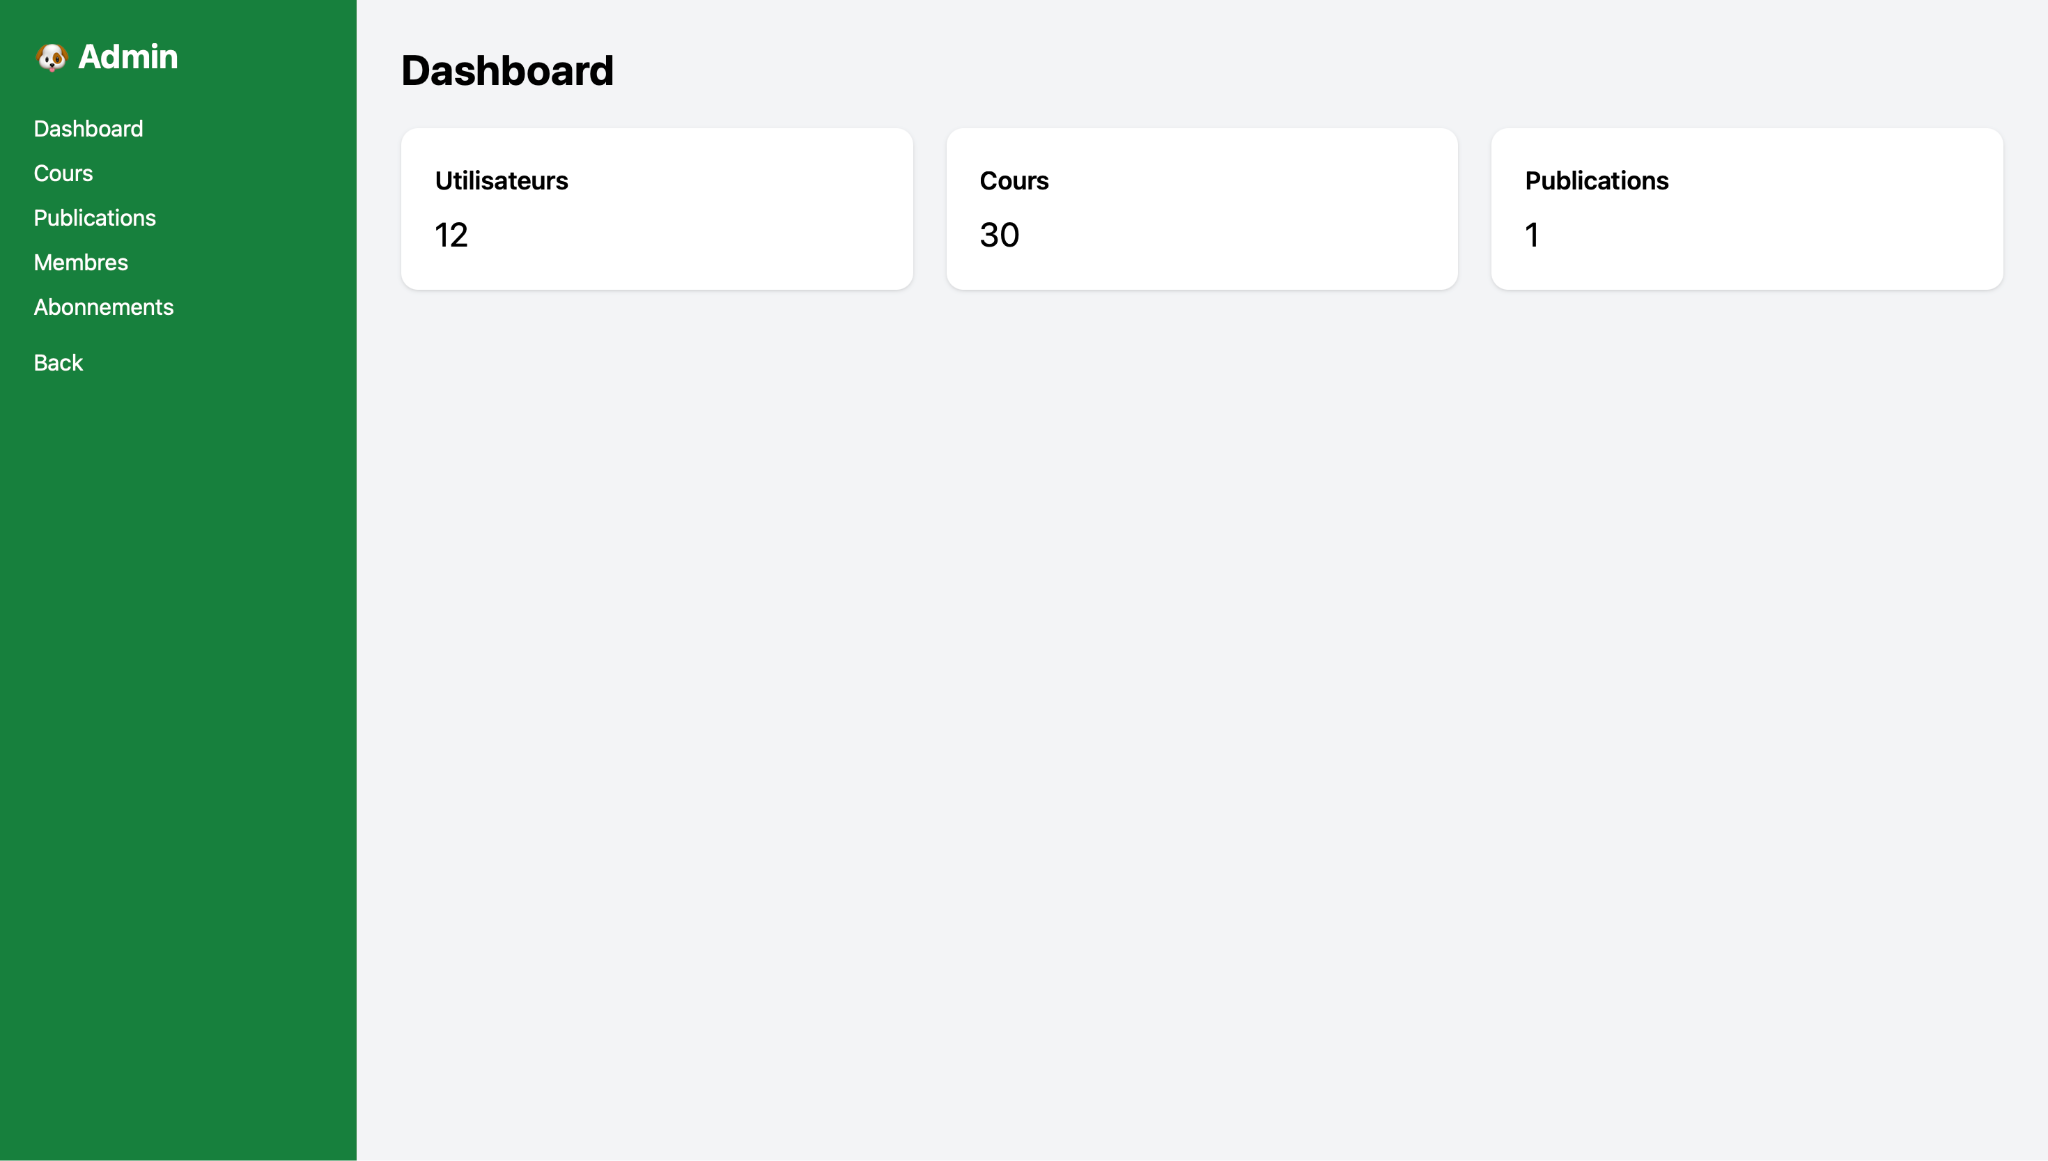 🐶 Admin
Dashboard
Cours
Publications
Membres
Abonnements
Back
Dashboard
Utilisateurs
12
Cours
30
Publications
1